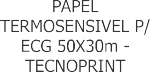 PAPEL
TERMOSENSIVEL P/
ECG 50X30m -
TECNOPRINT